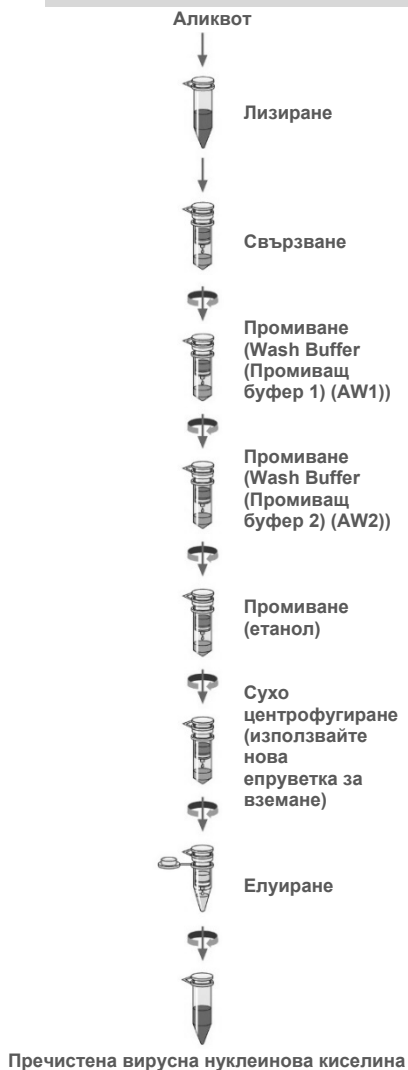 Аликвот
Лизиране
Свързване
Промиване
(Wash Buffer
(Промиващ
буфер 1) (AW1))
Промиване
(Wash Buffer
(Промиващ
буфер 2) (AW2))
Промиване
(етанол)
Сухо
центрофугиране
(използвайте
нова
епруветка за
вземане)
Елуиране
Пречистена вирусна нуклеинова киселина